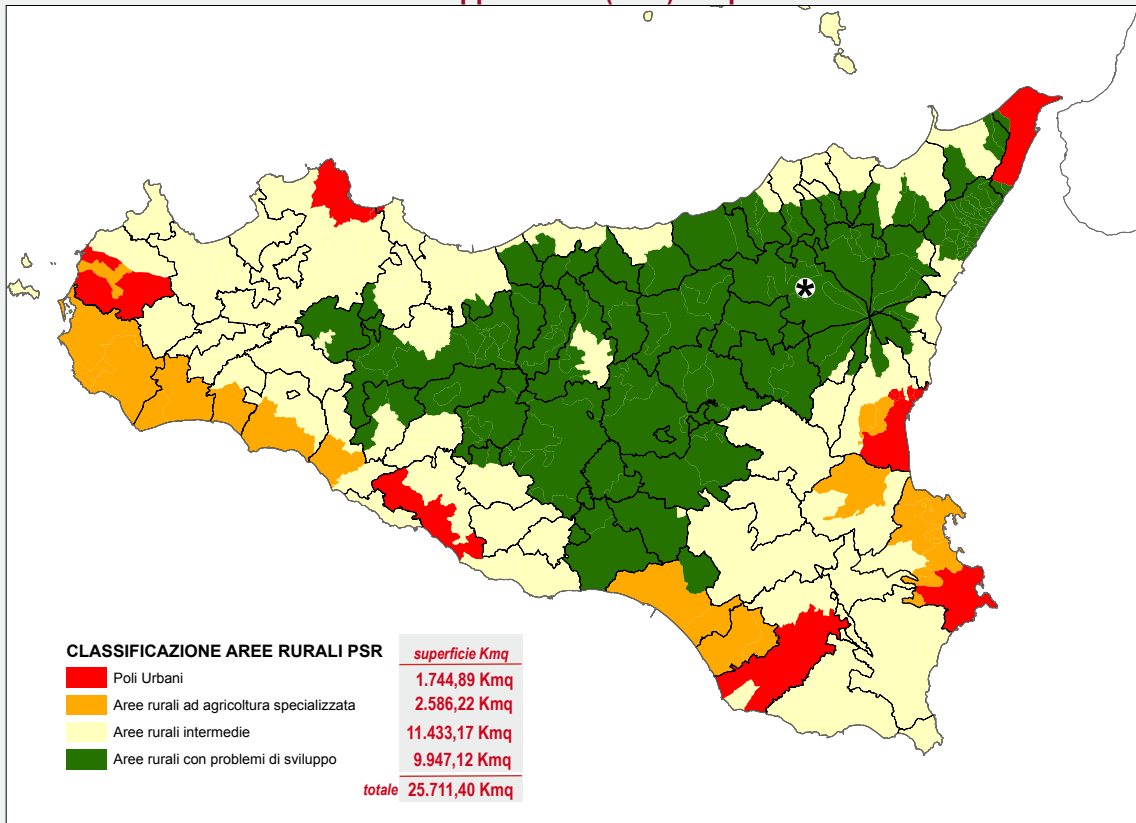 CLASSIFICAZIONE AREE RURALI PSR superficie Kmq
Poli Urbani 1.744,89 Kmq
Aree rurali ad agricoltura specializzata 2.586,22 Kmq
Aree rurali intermedie 11.433,17 Kmq
Aree rurali con problemi di sviluppo 9.947,12 Kmq
totale 25.711,40 Kmq